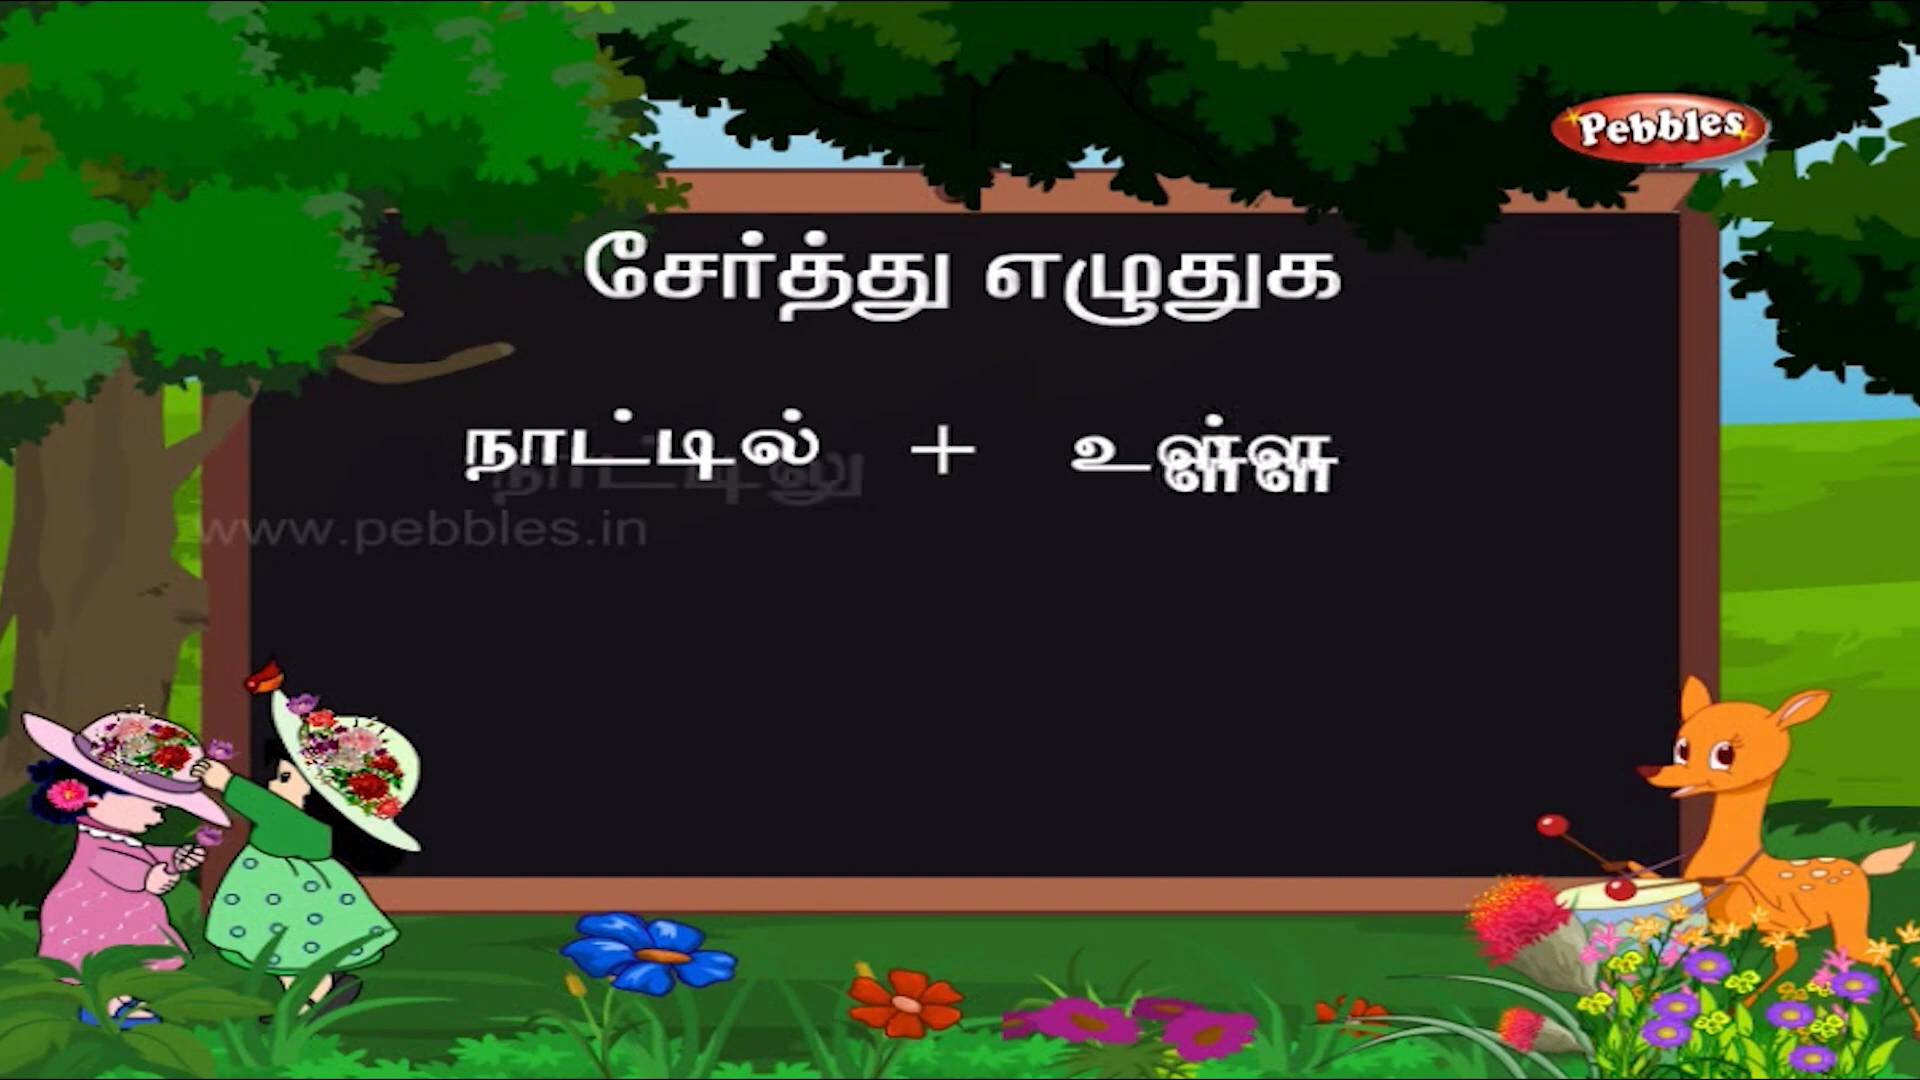 Pebbles
சேர்த்து எழுதுக
நாட்டில் + உள்ள
நாட்டிலு
www.pebbles.in